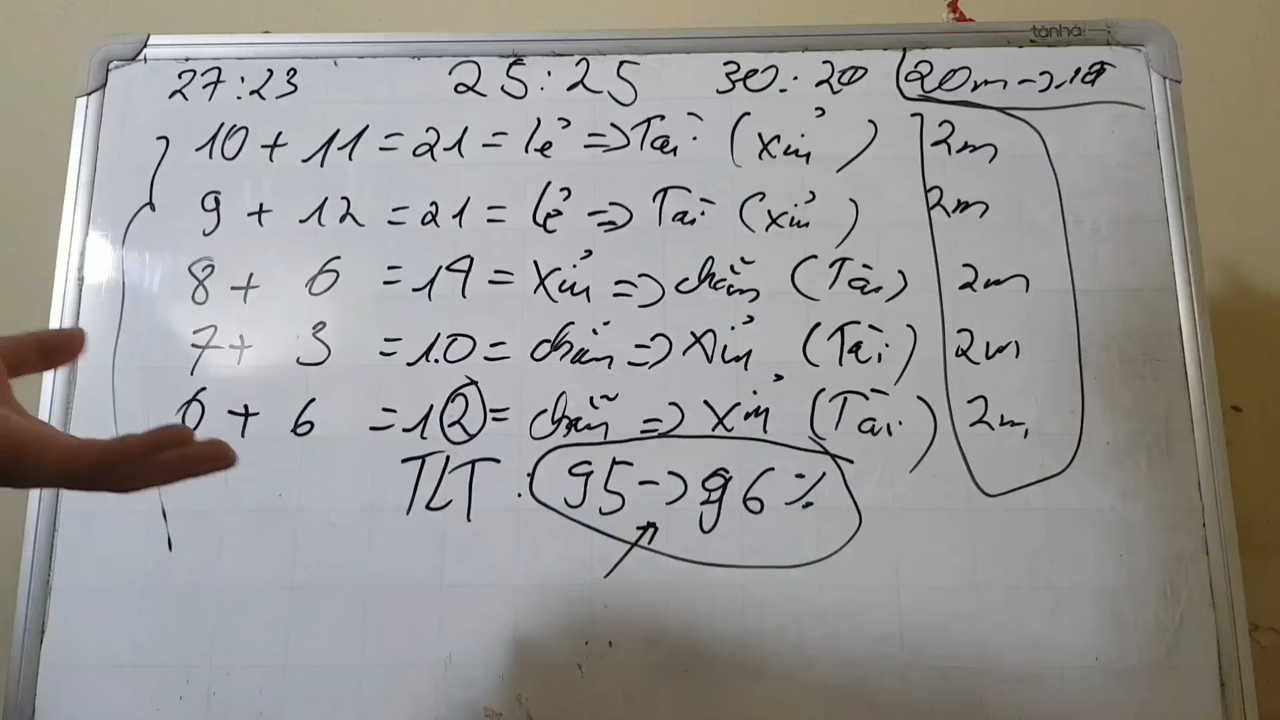 tânhà
27:23 25:25 30:20 20m->
10 + 11 = 21 = lẻ => Tài (xỉu) 2m
9 + 12 = 21 = lẻ => Tài (xỉu) 2m
8 + 6 = 14 = xỉu => chẵn (Tài) 2m
7 + 3 = 10 = chẵn => xỉu (Tài) 2m
6 + 6 = 12 = chẵn => xỉu (Tài) 2m
TLT: 95 -> 96%